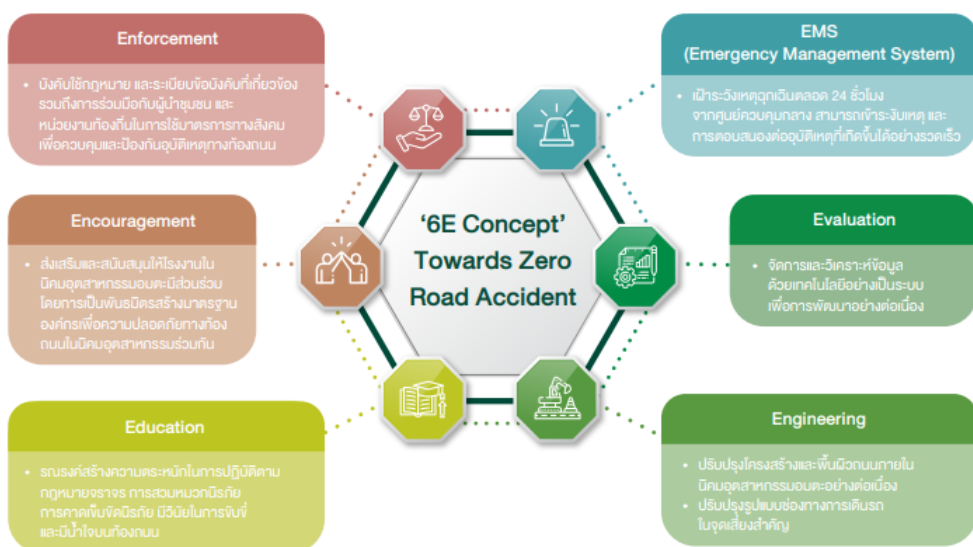 Enforcement
• บังคับใช้กฎหมาย และระเบียบข้อบังคับที่เกี่ยวข้อง
รวมถึงการร่วมมือกับผู้นำชุมชน และ
หน่วยงานท้องถิ่นในการใช้มาตรการทางสังคม
เพื่อควบคุมและป้องกันอุบัติเหตุทางท้องถนน
EMS
(Emergency Management System)
• เฝ้าระวังเหตุฉุกเฉินตลอด 24 ชั่วโมง
จากศูนย์ควบคุมกลาง สามารถเข้าระงับเหตุ และ
การตอบสนองต่ออุบัติเหตุที่เกิดขึ้นได้อย่างรวดเร็ว
Encouragement
• ส่งเสริมและสนับสนุนให้โรงงานใน
นิคมอุตสาหกรรมอมตะมีส่วนร่วม
โดยการเป็นพันธมิตรสร้างมาตรฐาน
องค์กรเพื่อความปลอดภัยทางท้อง
ถนนในนิคมอุตสาหกรรมร่วมกัน
‘6E Concept’
Towards Zero
Road Accident
Evaluation
• จัดการและวิเคราะห์ข้อมูล
ด้วยเทคโนโลยีอย่างเป็นระบบ
เพื่อการพัฒนาอย่างต่อเนื่อง
Education
• รณรงค์สร้างความตระหนักในการปฏิบัติตาม
กฎหมายจราจร การสวมหมวกนิรภัย
การคาดเข็มขัดนิรภัย มีวินัยในการขับขี่
และมีน้ำใจบนท้องถนน
Engineering
• ปรับปรุงโครงสร้างและพื้นผิวถนนภายใน
นิคมอุตสาหกรรมอมตะอย่างต่อเนื่อง
• ปรับปรุงรูปแบบช่องทางการเดินรถ
ในจุดเสี่ยงสำคัญ